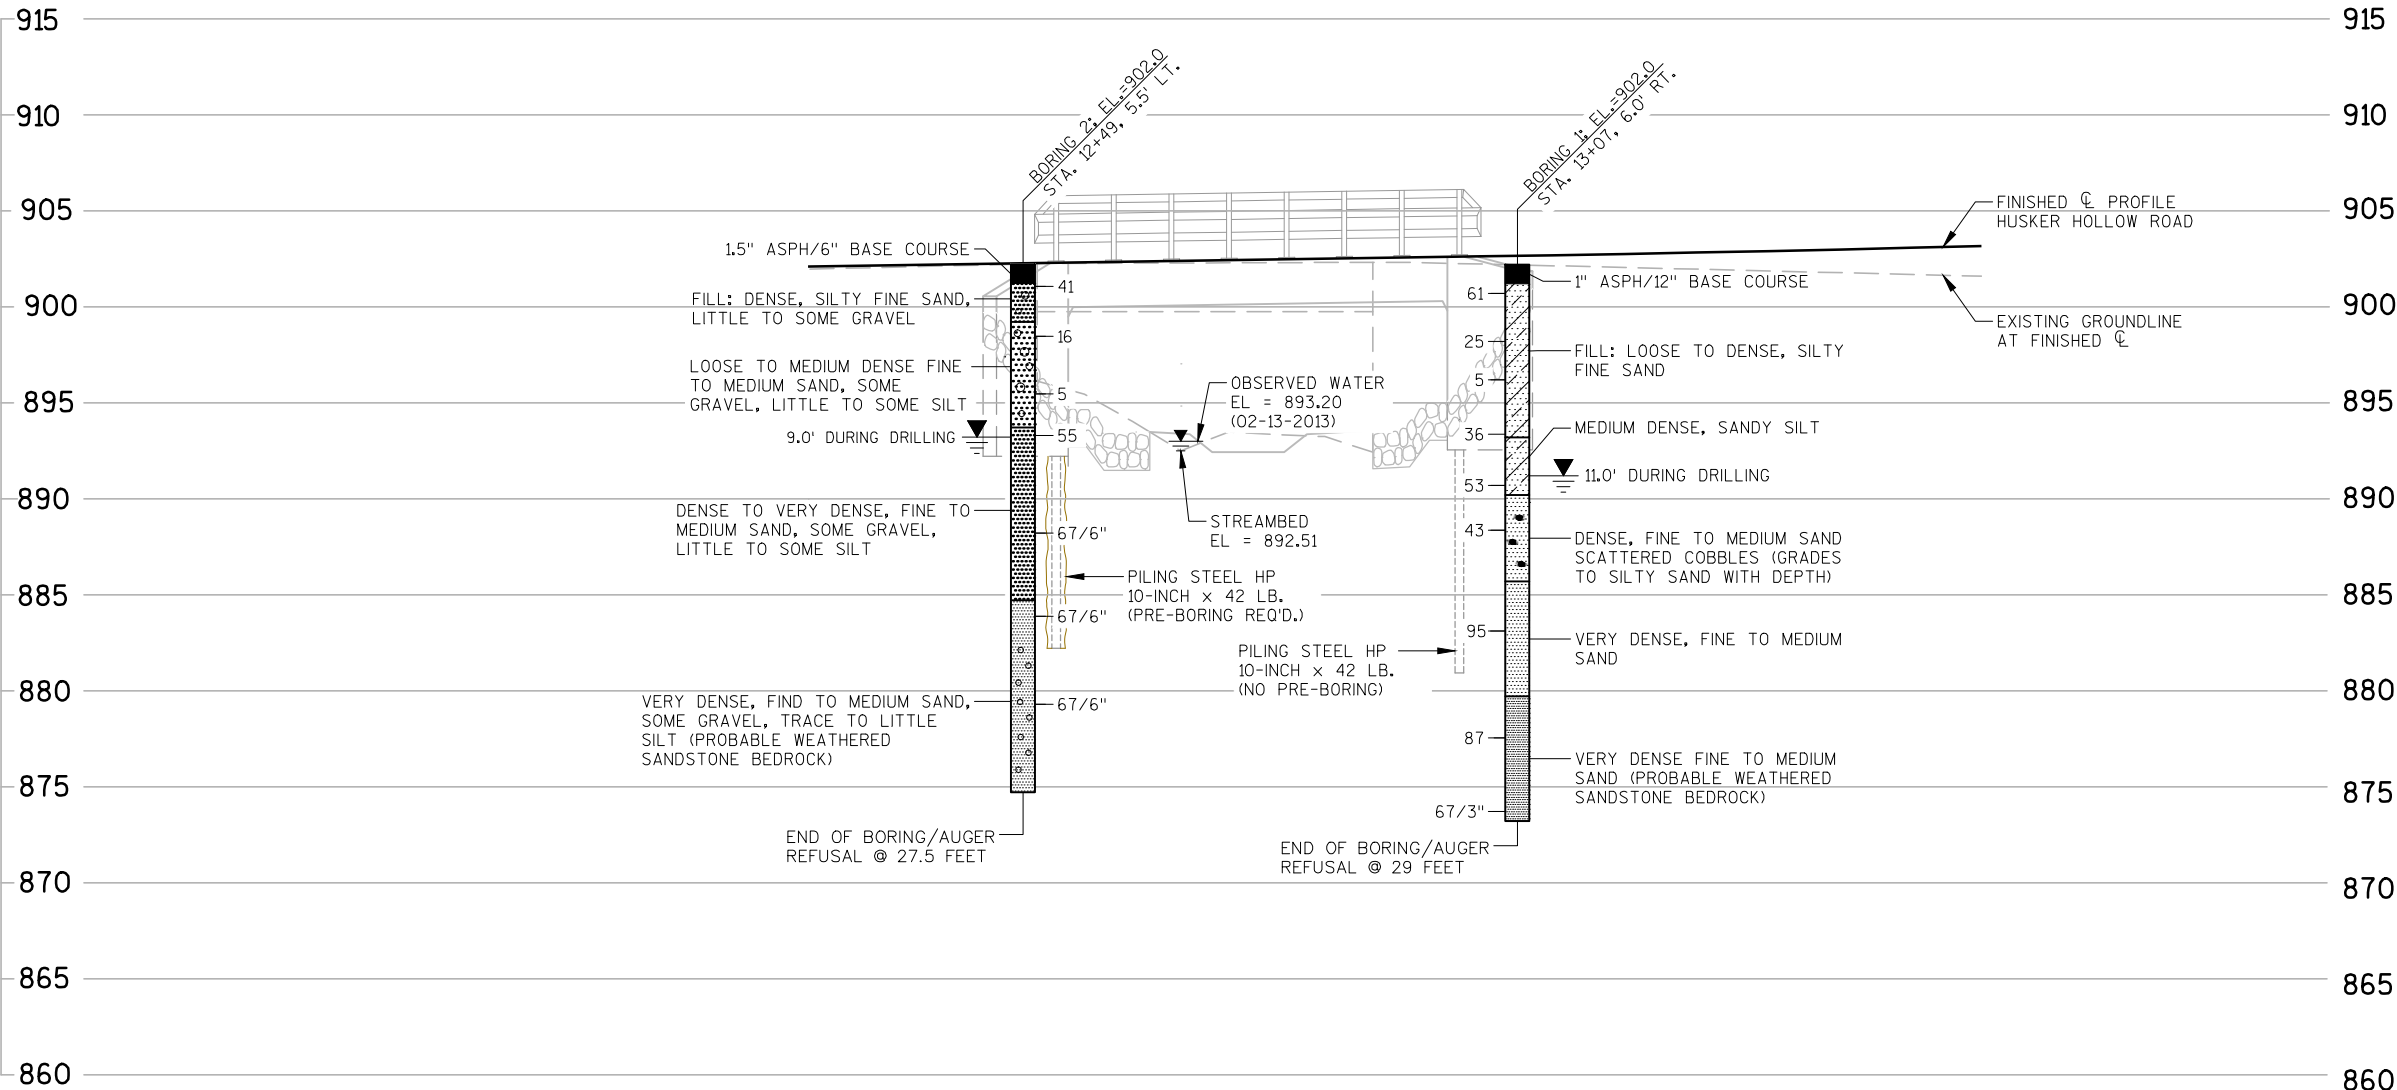 915
915
910
910
905
905
900
900
895
895
890
890
885
885
880
880
875
875
870
870
865
865
860
860
BORING 2; EL.=902.0
STA. 12+49, 5.5' LT.
BORING 1; EL.=902.0
STA. 13+07, 6.0' RT.
FINISHED ℄ PROFILE
HUSKER HOLLOW ROAD
EXISTING GROUNDLINE
AT FINISHED ℄
1.5" ASPH/6" BASE COURSE
FILL: DENSE, SILTY FINE SAND,
LITTLE TO SOME GRAVEL
LOOSE TO MEDIUM DENSE FINE
TO MEDIUM SAND, SOME
GRAVEL, LITTLE TO SOME SILT
9.0' DURING DRILLING
DENSE TO VERY DENSE, FINE TO
MEDIUM SAND, SOME GRAVEL,
LITTLE TO SOME SILT
VERY DENSE, FIND TO MEDIUM SAND,
SOME GRAVEL, TRACE TO LITTLE
SILT (PROBABLE WEATHERED
SANDSTONE BEDROCK)
END OF BORING/AUGER
REFUSAL @ 27.5 FEET
41
16
5
55
67/6"
67/6"
67/6"
OBSERVED WATER
EL = 893.20
(02-13-2013)
STREAMBED
EL = 892.51
PILING STEEL HP
10-INCH x 42 LB.
(PRE-BORING REQ'D.)
PILING STEEL HP
10-INCH x 42 LB.
(NO PRE-BORING)
61
25
5
36
53
43
95
87
67/3"
1" ASPH/12" BASE COURSE
FILL: LOOSE TO DENSE, SILTY
FINE SAND
MEDIUM DENSE, SANDY SILT
11.0' DURING DRILLING
DENSE, FINE TO MEDIUM SAND
SCATTERED COBBLES (GRADES
TO SILTY SAND WITH DEPTH)
VERY DENSE, FINE TO MEDIUM
SAND
VERY DENSE FINE TO MEDIUM
SAND (PROBABLE WEATHERED
SANDSTONE BEDROCK)
END OF BORING/AUGER
REFUSAL @ 29 FEET